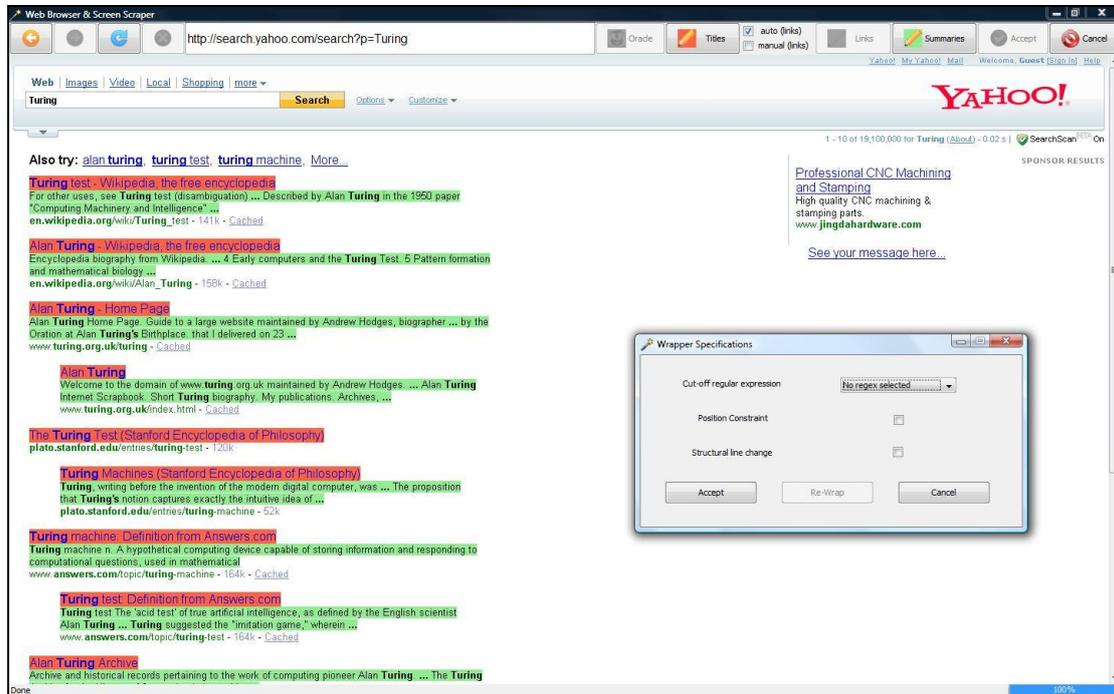 Web Browser & Screen Scraper
http://search.yahoo.com/search?p=Turing
Oracle
Titles
auto (links)
manual (links)
Links
Summaries
Accept
Cancel
Yahoo! My Yahoo! Mail Welcome, Guest [Sign In] Help
Web | Images | Video | Local | Shopping | more
Turing
Search
Options
Customize
YAHOO!
1 - 10 of 19,100,000 for Turing (About) - 0.02 s | SearchScan BETA On
Also try: alan turing, turing test, turing machine, More...
SPONSOR RESULTS
Turing test - Wikipedia, the free encyclopedia
For other uses, see Turing test (disambiguation) ... Described by Alan Turing in the 1950 paper
"Computing Machinery and Intelligence" ...
en.wikipedia.org/wiki/Turing_test - 141k - Cached
Alan Turing - Wikipedia, the free encyclopedia
Encyclopedia biography from Wikipedia. ... 4 Early computers and the Turing Test. 5 Pattern formation
and mathematical biology ...
en.wikipedia.org/wiki/Alan_Turing - 158k - Cached
Alan Turing - Home Page
Alan Turing Home Page. Guide to a large website maintained by Andrew Hodges, biographer ... by the
Oration at Alan Turing's Birthplace. that I delivered on 23 ...
www.turing.org.uk/turing - Cached
Alan Turing
Welcome to the domain of www.turing.org.uk maintained by Andrew Hodges. ... Alan Turing
Internet Scrapbook. Short Turing biography. My publications. Archives, ...
www.turing.org.uk/index.html - Cached
The Turing Test (Stanford Encyclopedia of Philosophy)
plato.stanford.edu/entries/turing-test - 120k
Turing Machines (Stanford Encyclopedia of Philosophy)
Turing, writing before the invention of the modern digital computer, was ... The proposition
that Turing's notion captures exactly the intuitive idea of ...
plato.stanford.edu/entries/turing-machine - 52k
Turing machine: Definition from Answers.com
Turing machine n. A hypothetical computing device capable of storing information and responding to
computational questions, used in mathematical
www.answers.com/topic/turing-machine - 164k - Cached
Turing test: Definition from Answers.com
Turing test The 'acid test' of true artificial intelligence, as defined by the English scientist
Alan Turing ... Turing suggested the "imitation game," wherein ...
www.answers.com/topic/turing-test - 164k - Cached
Alan Turing Archive
Archive and historical records pertaining to the work of computing pioneer Alan Turing. ... The Turing
Professional CNC Machining
and Stamping
High quality CNC machining &
stamping parts.
www.jingdahardware.com
See your message here...
Wrapper Specifications
Cut-off regular expression
No regex selected
Position Constraint
Structural line change
Accept
Re-Wrap
Cancel
Done
100%